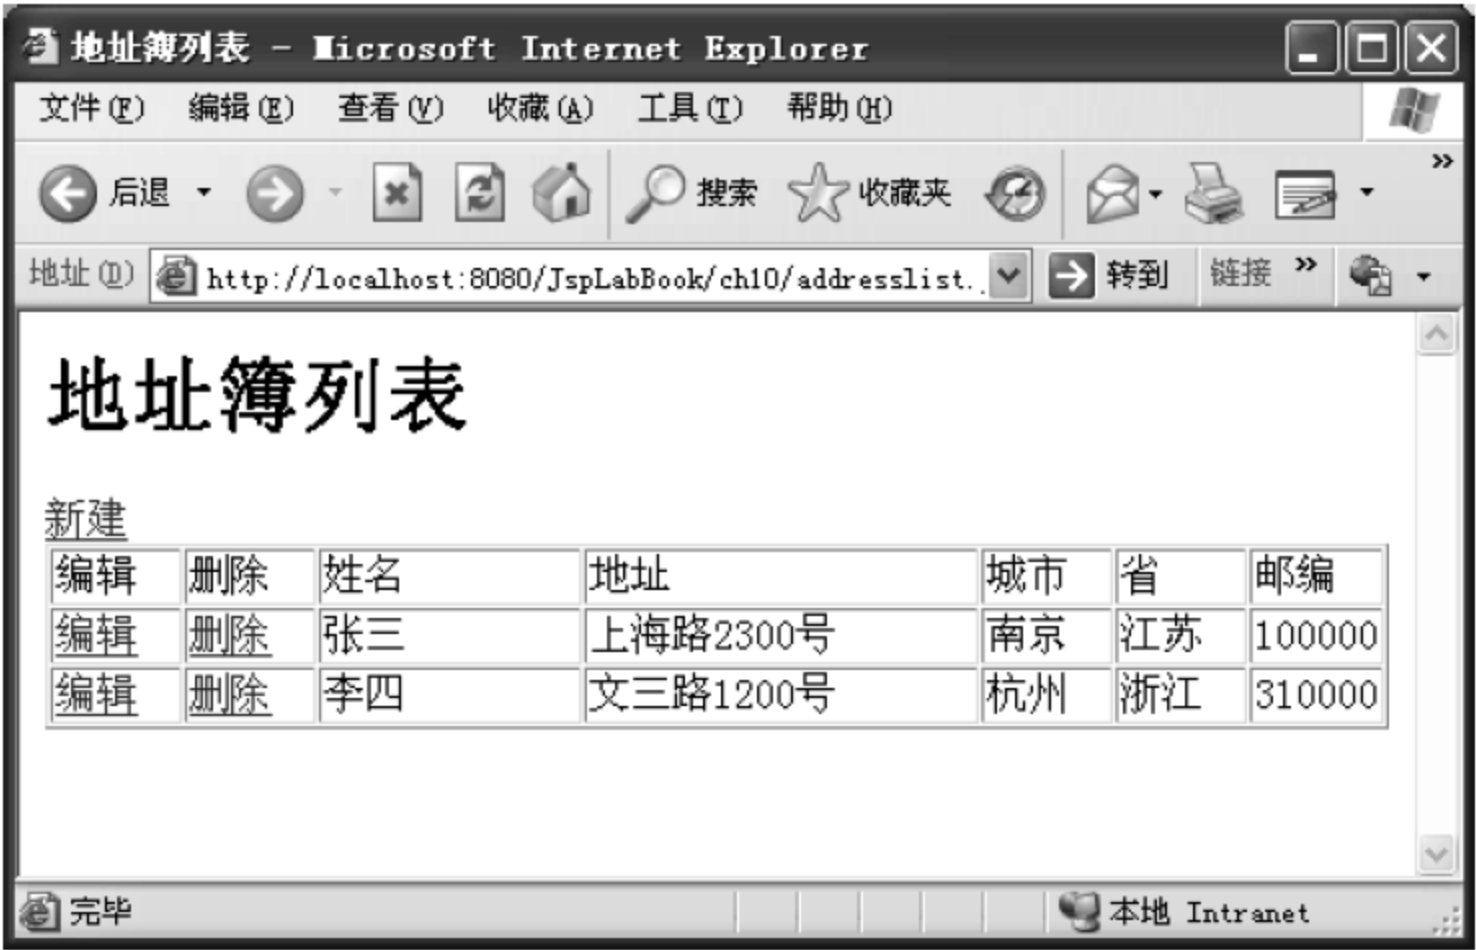 地址簿列表 - Microsoft Internet Explorer
文件(F) 编辑(E) 查看(V) 收藏(A) 工具(T) 帮助(H)
后退 搜索 收藏夹 »
地址(D) http://localhost:8080/JspLabBook/ch10/addresslist.. 转到 链接 »
地址簿列表
新建
编辑 删除 姓名 地址 城市 省 邮编
编辑 删除 张三 上海路2300号 南京 江苏 100000
编辑 删除 李四 文三路1200号 杭州 浙江 310000
完毕 本地 Intranet